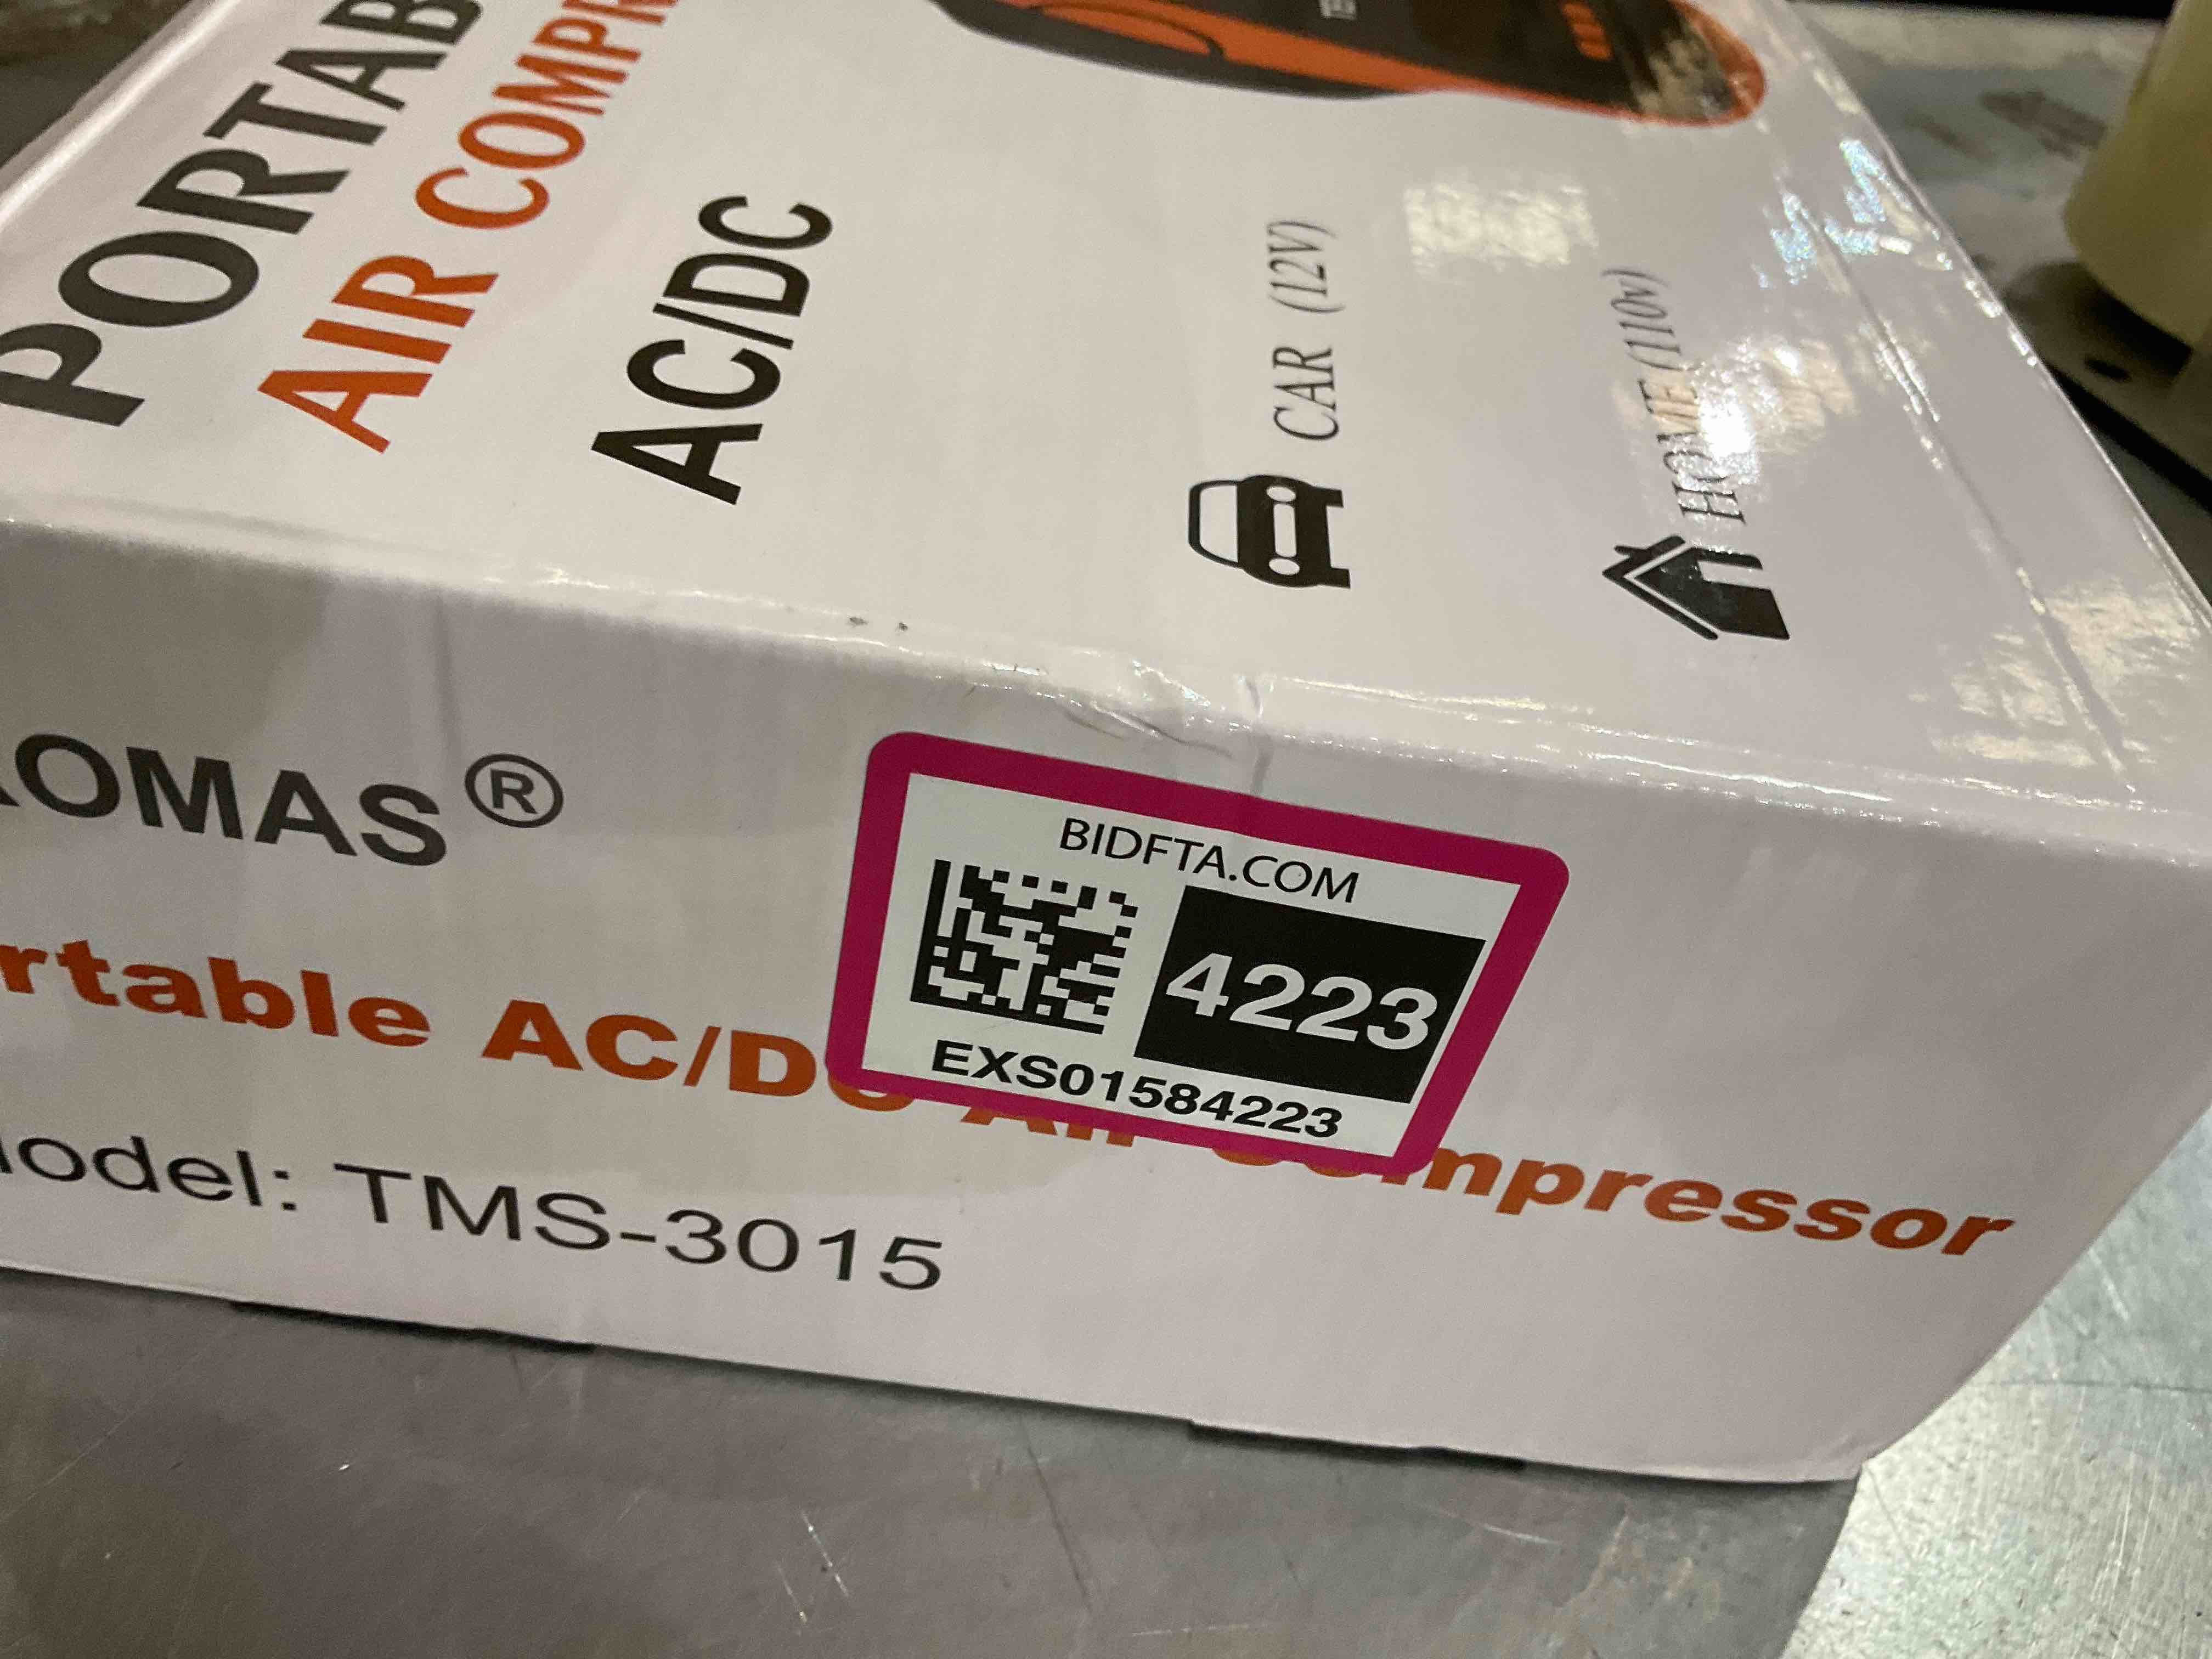 PORTAB
AIR COMPR
AC/DC
CAR (12V)
HOME (110v)
OMAS®
rtable AC/DC Air Compressor
odel: TMS-3015
BIDFTA.COM
4223
EXS01584223